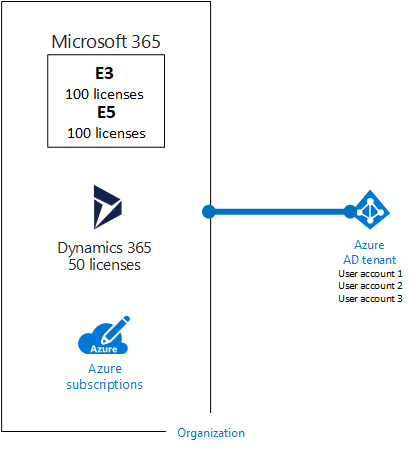 Microsoft 365
E3
100 licenses
E5
100 licenses
Dynamics 365
50 licenses
Azure
Azure
subscriptions
Azure
AD tenant
User account 1
User account 2
User account 3
Organization